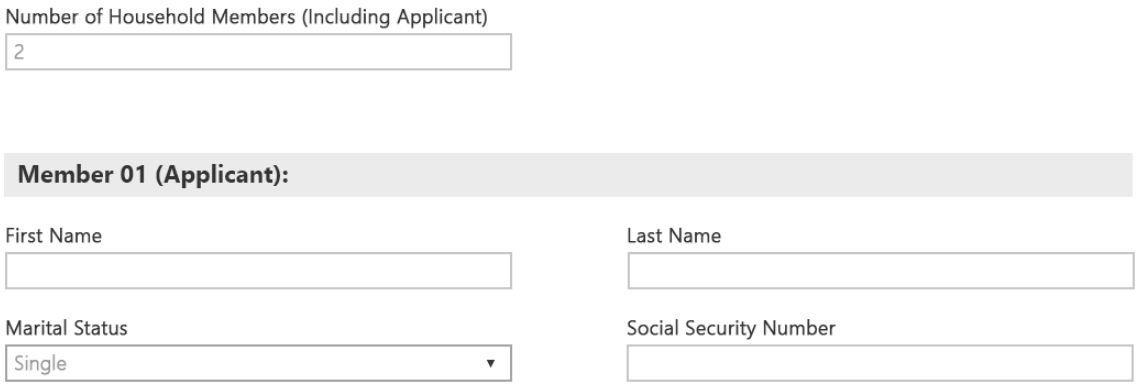 Number of Household Members (Including Applicant)
2
Member 01 (Applicant):
First Name
Last Name
Marital Status
Social Security Number
Single